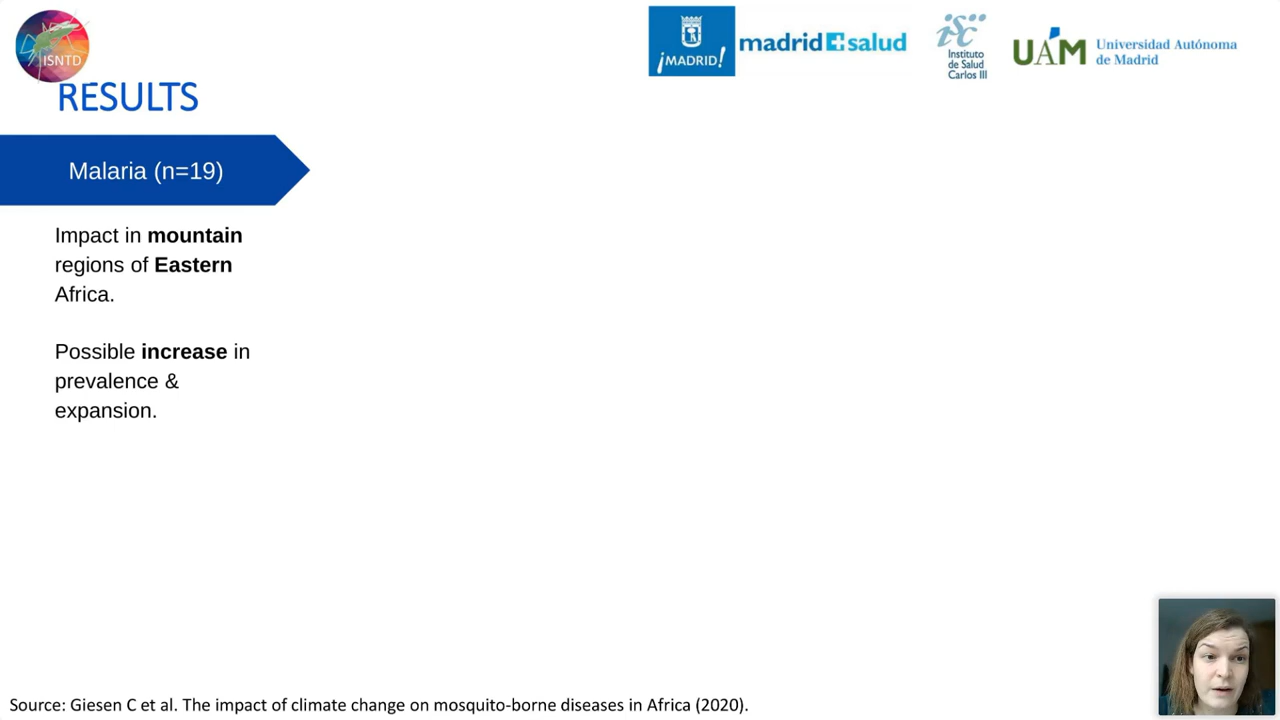 ISNTD
¡MADRID!
madrid+salud
isc
Instituto
de Salud
Carlos III
UAM
Universidad Autónoma
de Madrid
RESULTS
Malaria (n=19)
Impact in mountain
regions of Eastern
Africa.
Possible increase in
prevalence &
expansion.
Source: Giesen C et al. The impact of climate change on mosquito-borne diseases in Africa (2020).